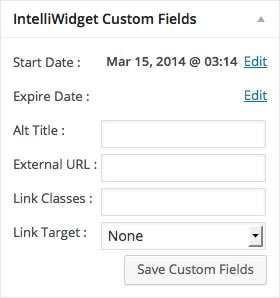 IntelliWidget Custom Fields
Start Date : Mar 15, 2014 @ 03:14 Edit
Expire Date : Edit
Alt Title :
External URL :
Link Classes :
Link Target : None
Save Custom Fields